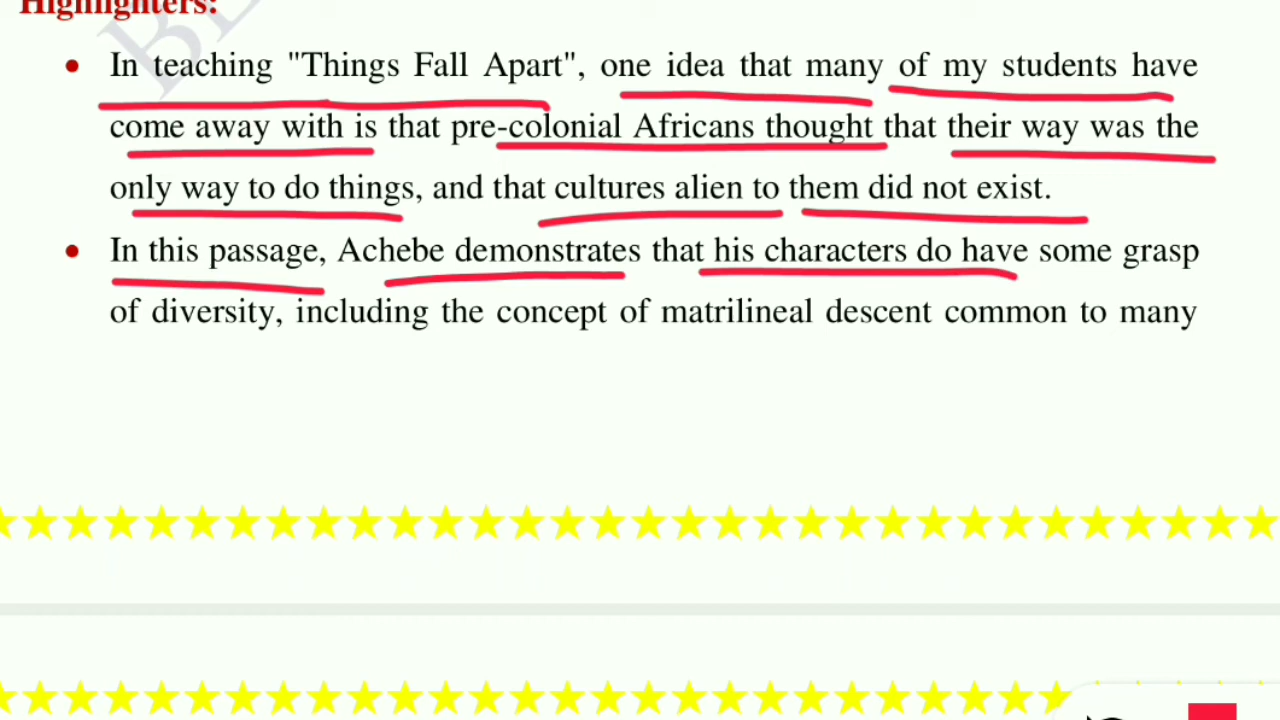 Highlighters:
In teaching "Things Fall Apart", one idea that many of my students have
come away with is that pre-colonial Africans thought that their way was the
only way to do things, and that cultures alien to them did not exist.
In this passage, Achebe demonstrates that his characters do have some grasp
of diversity, including the concept of matrilineal descent common to many